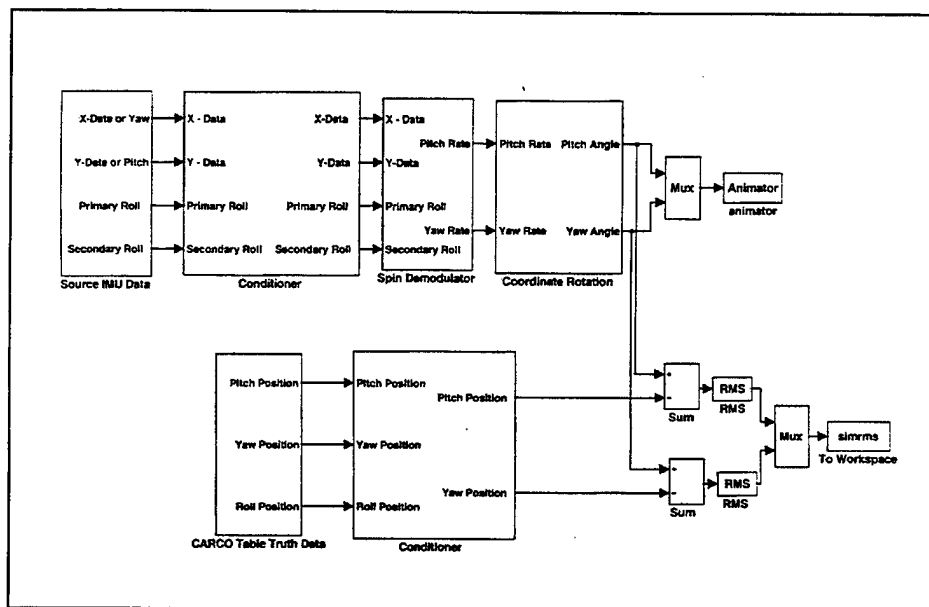 X-Data or Yaw
Y-Data or Pitch
Primary Roll
Secondary Roll
Source IMU Data
X - Data
Y - Data
Primary Roll
Secondary Roll
X-Data
Y-Data
Primary Roll
Secondary Roll
Conditioner
X - Data
Y-Data
Primary Roll
Secondary Roll
Pitch Rate
Yaw Rate
Spin Demodulator
Pitch Rate
Yaw Rate
Pitch Angle
Yaw Angle
Coordinate Rotation
Mux
Animator
animator
Pitch Position
Yaw Position
Roll Position
CARCO Table Truth Data
Pitch Position
Yaw Position
Roll Position
Pitch Position
Yaw Position
Conditioner
+
-
Sum
RMS
RMS
+
-
Sum
RMS
RMS
Mux
simrms
To Workspace